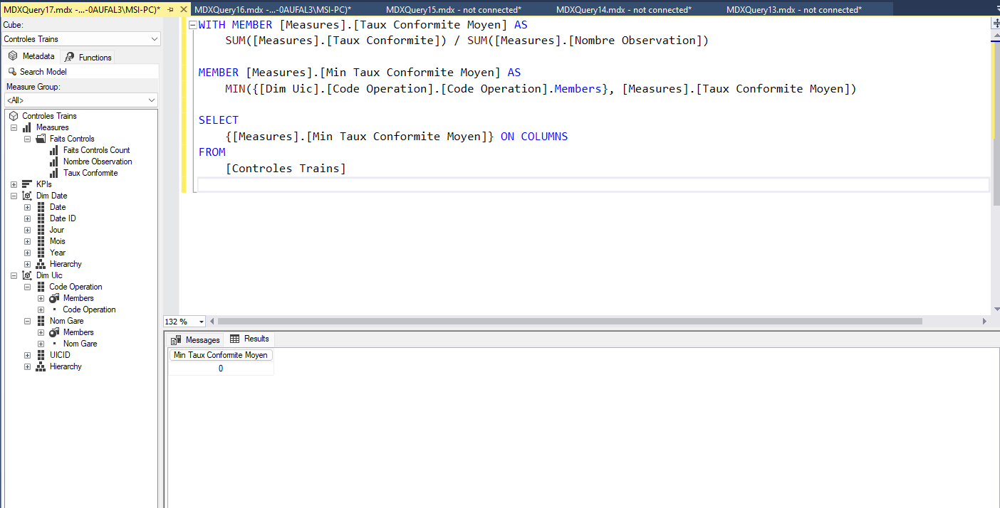 MDXQuery17.mdx -...-0AUFAL3\MSI-PC)*
MDXQuery16.mdx -...-0AUFAL3\MSI-PC)*
MDXQuery15.mdx - not connected*
MDXQuery14.mdx - not connected*
MDXQuery13.mdx - not connected*
Cube:
Controles Trains
Metadata
Functions
Search Model
Measure Group:
<All>
Controles Trains
Measures
Faits Controls
Faits Controls Count
Nombre Observation
Taux Conformite
KPIs
Dim Date
Date
Date ID
Jour
Mois
Year
Hierarchy
Dim Uic
Code Operation
Members
Code Operation
Nom Gare
Members
Nom Gare
UICID
Hierarchy
WITH MEMBER [Measures].[Taux Conformite Moyen] AS
SUM([Measures].[Taux Conformite]) / SUM([Measures].[Nombre Observation])
MEMBER [Measures].[Min Taux Conformite Moyen] AS
MIN({[Dim Uic].[Code Operation].[Code Operation].Members}, [Measures].[Taux Conformite Moyen])
SELECT
{[Measures].[Min Taux Conformite Moyen]} ON COLUMNS
FROM
[Controles Trains]
132 %
Messages
Results
Min Taux Conformite Moyen
0